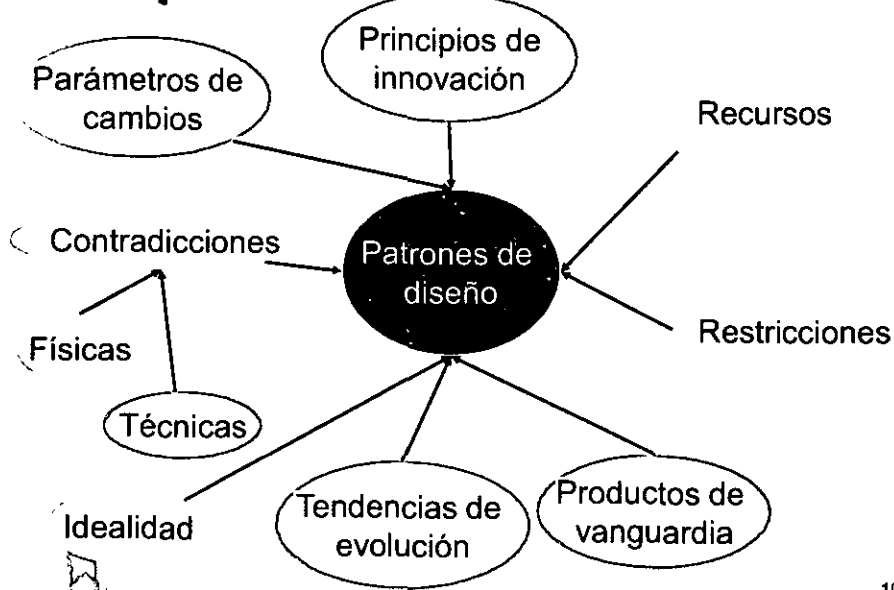 Principios de
innovación
Parámetros de
cambios
Recursos
Contradicciones
Patrones de
diseño
Físicas
Restricciones
Técnicas
Idealidad
Tendencias de
evolución
Productos de
vanguardia